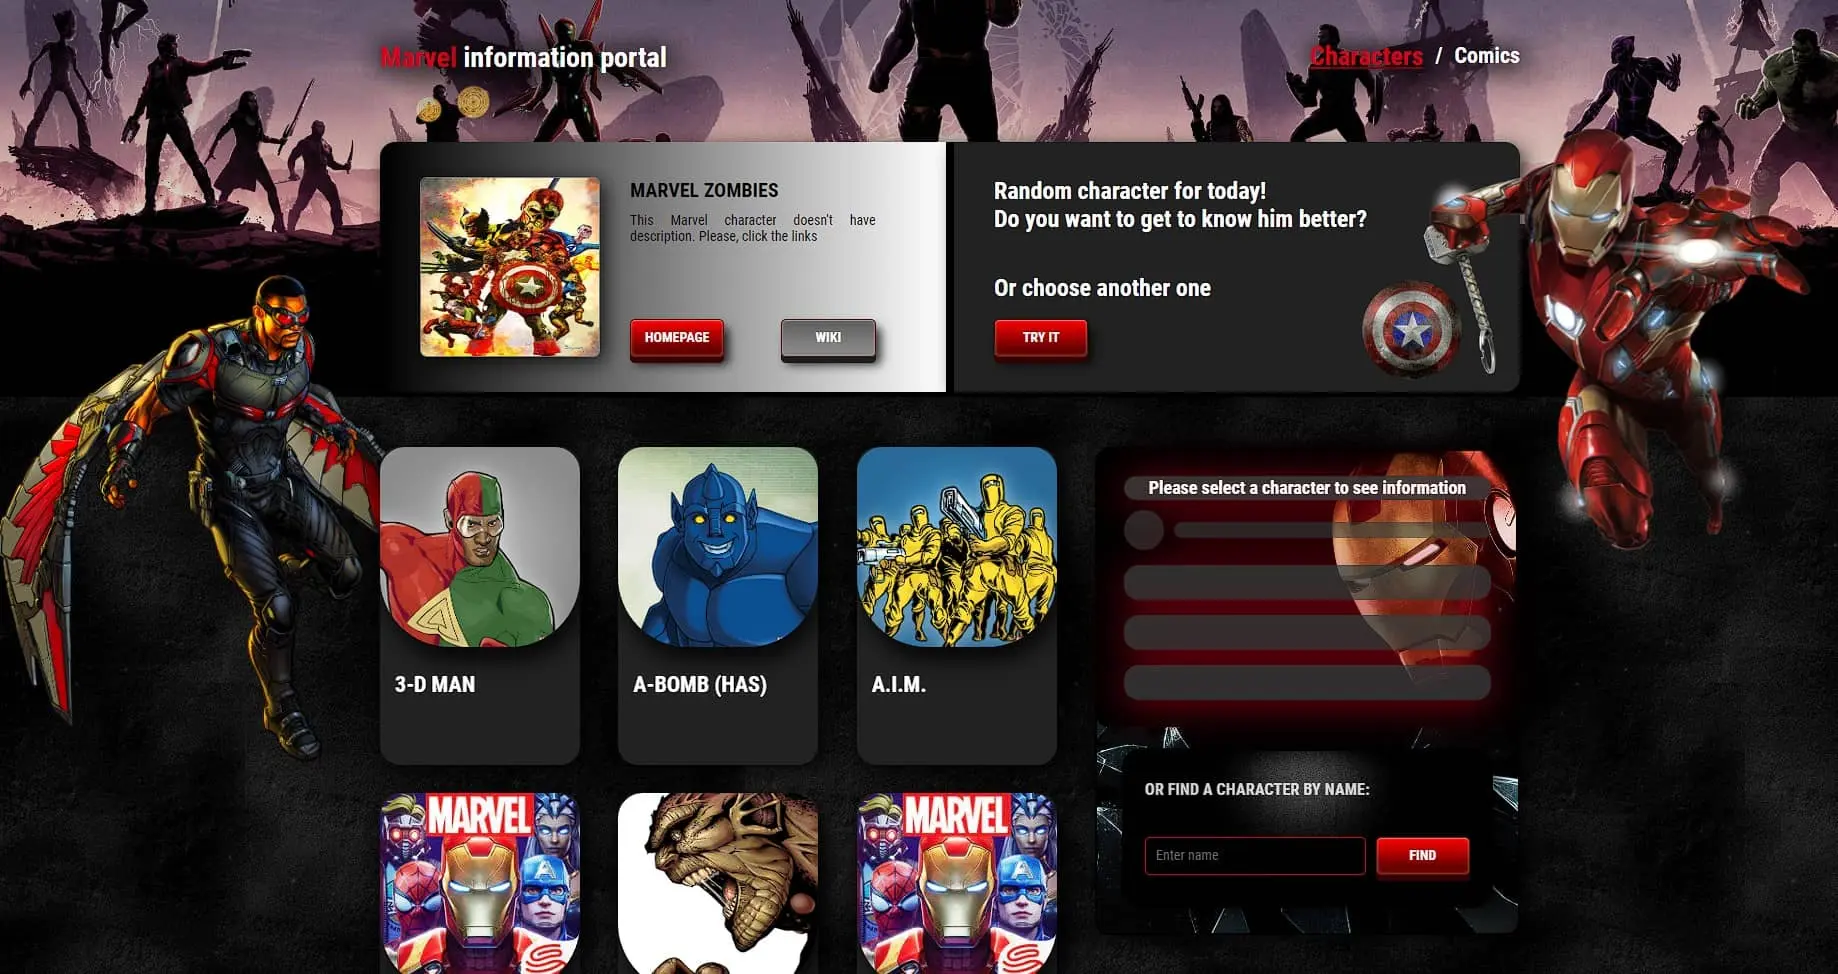 Marvel information portal
Characters / Comics
MARVEL ZOMBIES
This Marvel character doesn't have
description. Please, click the links
HOMEPAGE
WIKI
Random character for today!
Do you want to get to know him better?
Or choose another one
TRY IT
3-D MAN
A-BOMB (HAS)
A.I.M.
Please select a character to see information
OR FIND A CHARACTER BY NAME:
Enter name
FIND
MARVEL
MARVEL